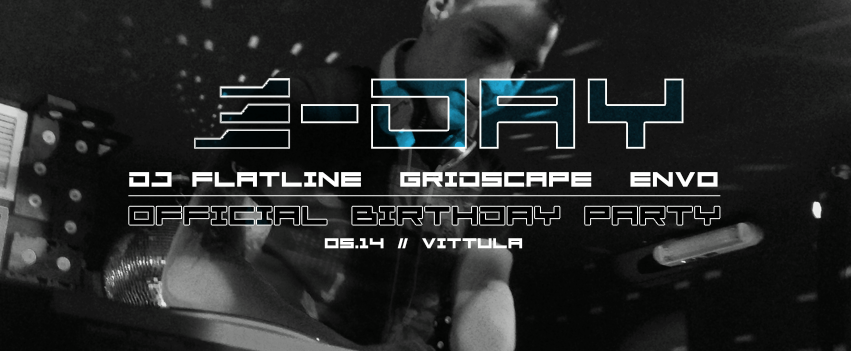 E-DAY
DJ FLATLINE GRIDSCAPE ENVO
OFFICIAL BIRTHDAY PARTY
05.14 // VITTULA